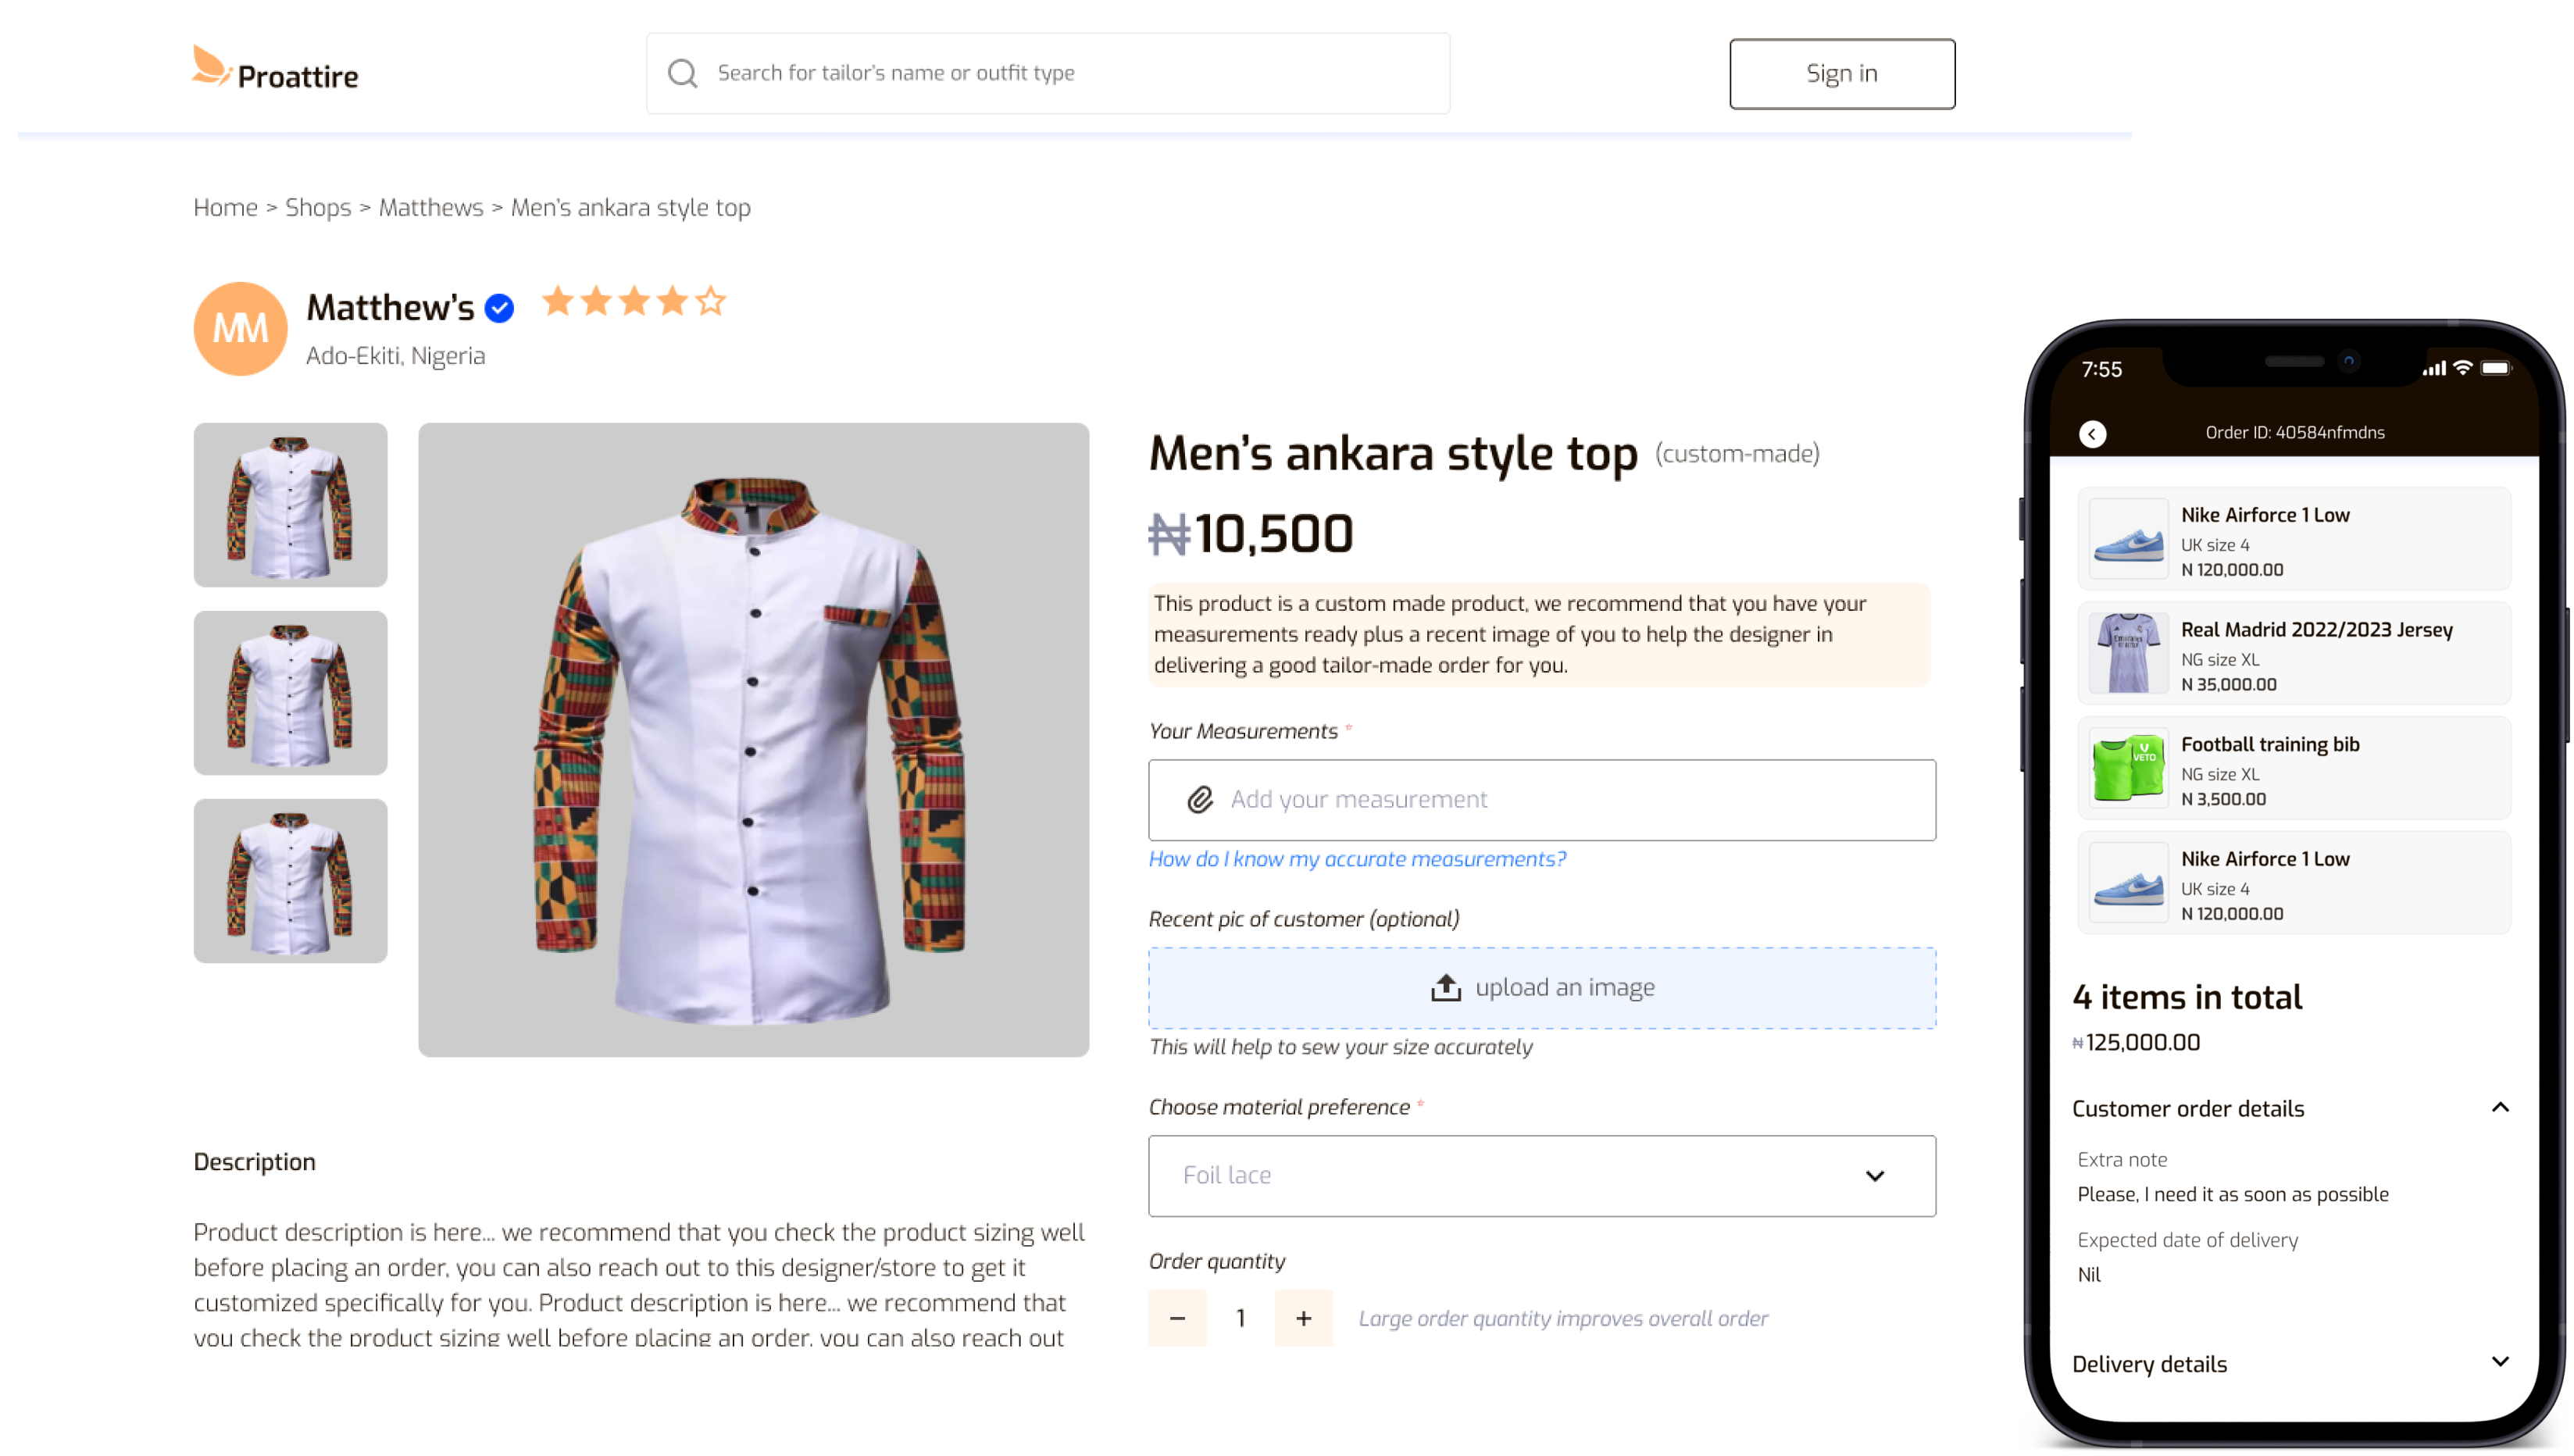 Proattire
Search for tailor's name or outfit type
Sign in
Home > Shops > Matthews > Men's ankara style top
MM
Matthew's
Ado-Ekiti, Nigeria
Men's ankara style top (custom-made)
₦10,500
This product is a custom made product, we recommend that you have your
measurements ready plus a recent image of you to help the designer in
delivering a good tailor-made order for you.
Your Measurements *
Add your measurement
How do I know my accurate measurements?
Recent pic of customer (optional)
upload an image
This will help to sew your size accurately
Choose material preference *
Foil lace
Order quantity
− 1 + Large order quantity improves overall order
Description
Product description is here... we recommend that you check the product sizing well
before placing an order, you can also reach out to this designer/store to get it
customized specifically for you. Product description is here... we recommend that
you check the product sizing well before placing an order, you can also reach out
7:55
Order ID: 40584nfmdns
Nike Airforce 1 Low
UK size 4
N 120,000.00
Real Madrid 2022/2023 Jersey
NG size XL
N 35,000.00
Football training bib
NG size XL
N 3,500.00
VETO
Nike Airforce 1 Low
UK size 4
N 120,000.00
4 items in total
₦125,000.00
Customer order details
Extra note
Please, I need it as soon as possible
Expected date of delivery
Nil
Delivery details